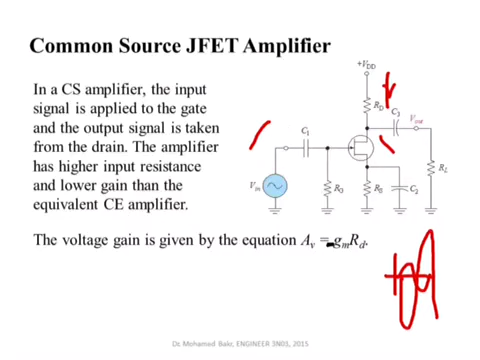 Common Source JFET Amplifier
In a CS amplifier, the input
signal is applied to the gate
and the output signal is taken
from the drain. The amplifier
has higher input resistance
and lower gain than the
equivalent CE amplifier.
+VDD
RD
C3
Vout
C1
RL
Vin
RG
RS
C2
The voltage gain is given by the equation Av = -gmRd.
Dr. Mohamed Bakr, ENGINEER 3N03, 2015